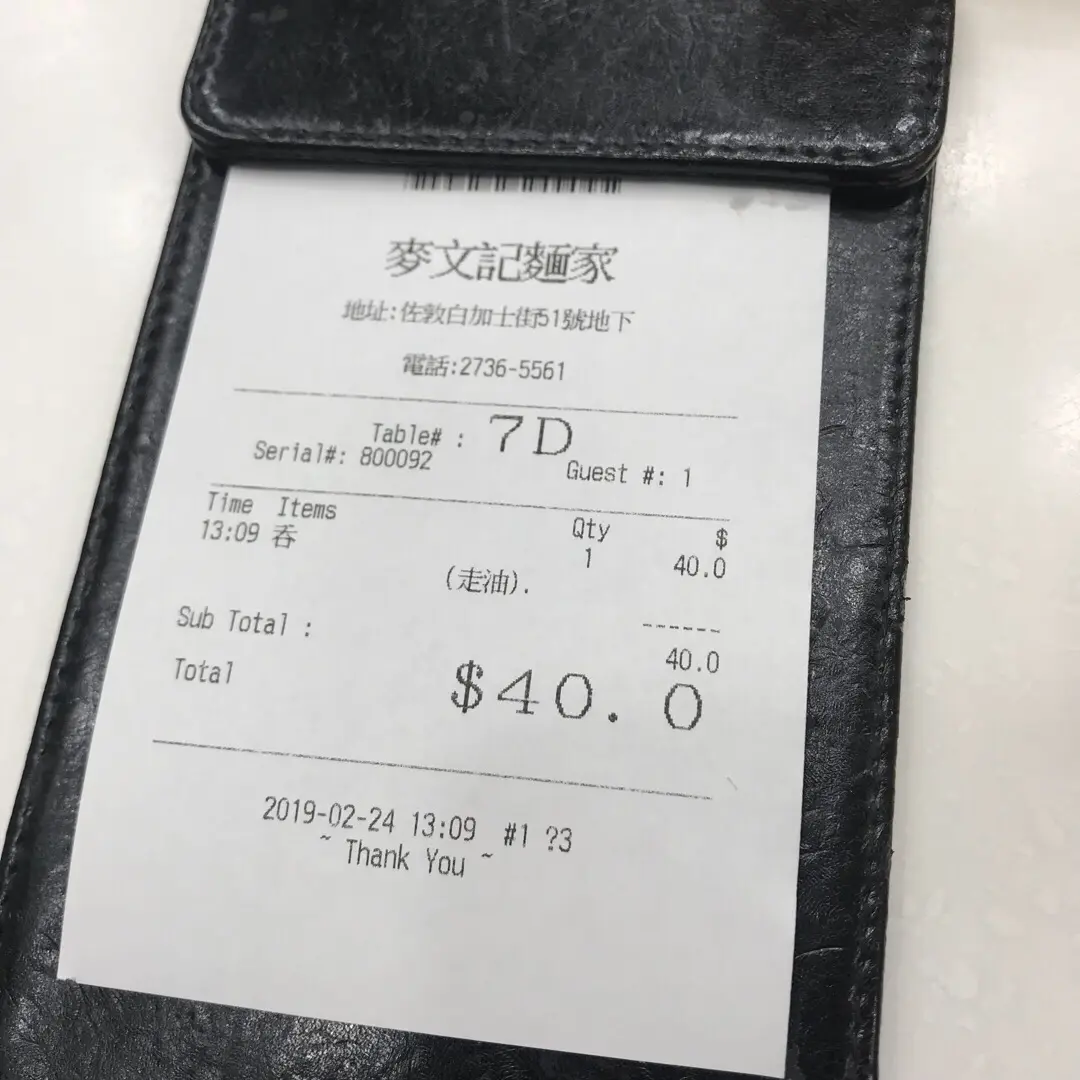 麥文記麵家
地址:佐敦白加士街51號地下
電話:2736-5561
Table# : 7D
Serial#: 800092 Guest #: 1
Time Items Qty $
13:09 吞 1 40.0
(走油).
------
Sub Total : 40.0
Total $40.0
2019-02-24 13:09 #1 ?3
~ Thank You ~